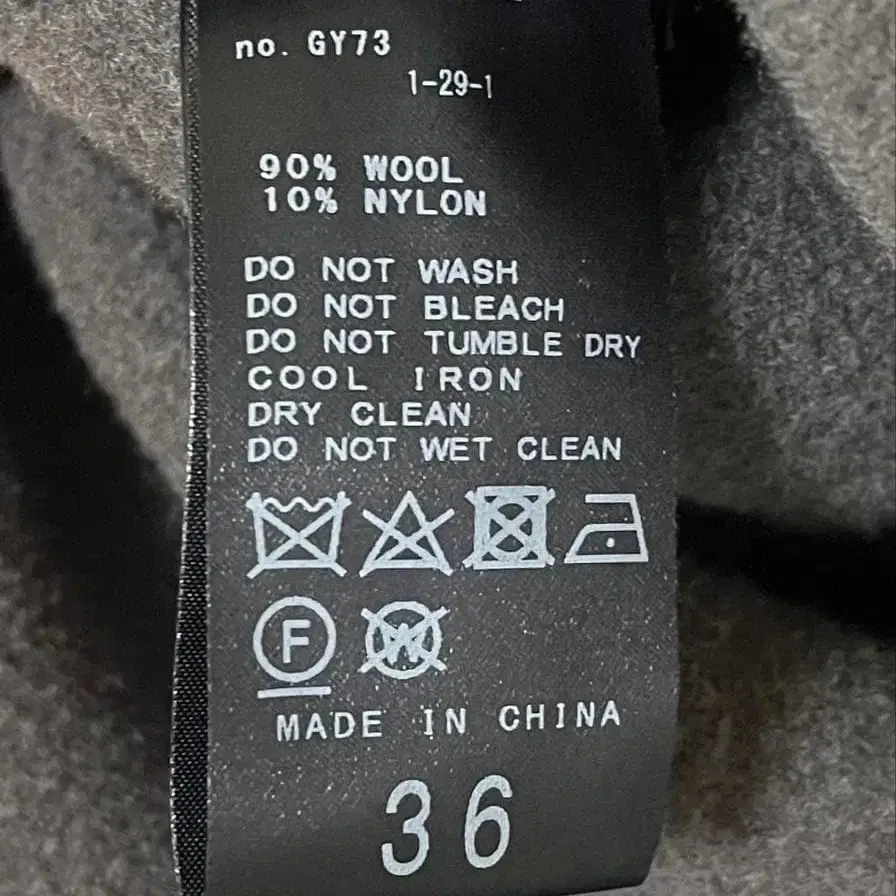 no. GY73
1-29-1
90% WOOL
10% NYLON
DO NOT WASH
DO NOT BLEACH
DO NOT TUMBLE DRY
COOL IRON
DRY CLEAN
DO NOT WET CLEAN
F W
MADE IN CHINA
36